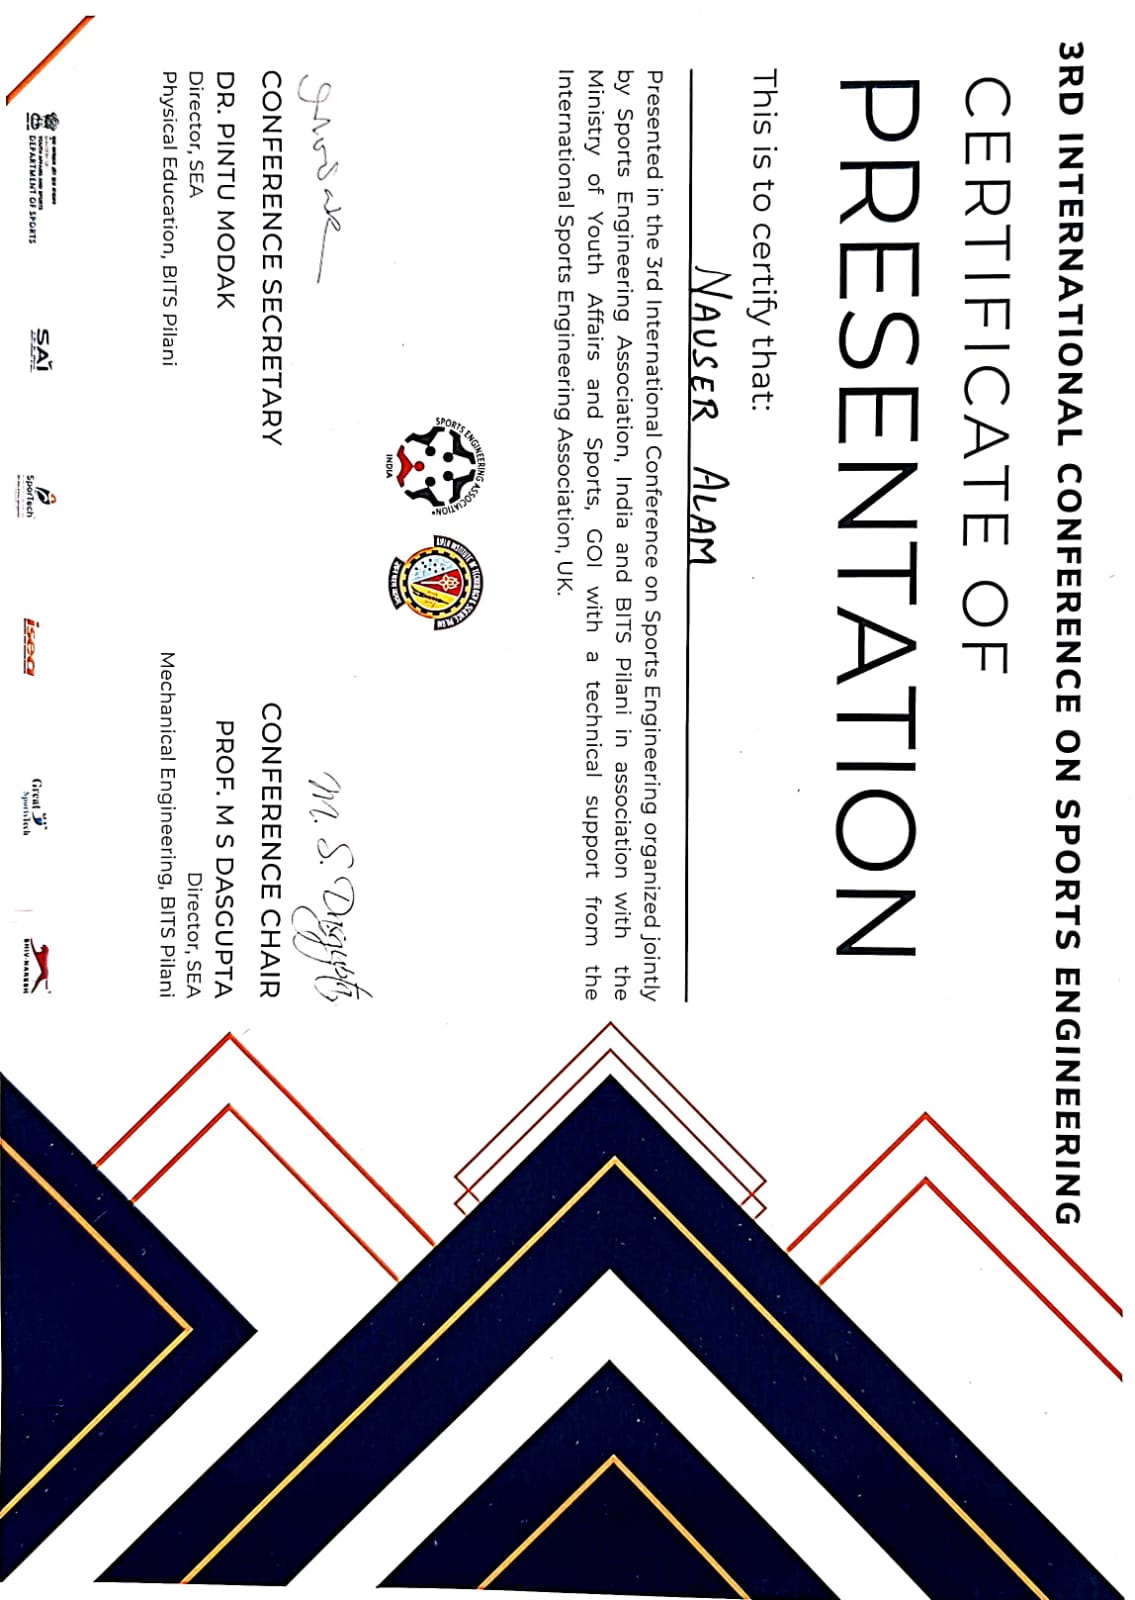 3RD INTERNATIONAL CONFERENCE ON SPORTS ENGINEERING
CERTIFICATE OF
PRESENTATION
This is to certify that:
NAUSER ALAM
Presented in the 3rd International Conference on Sports Engineering organized jointly
by Sports Engineering Association, India and BITS Pilani in association with the
Ministry of Youth Affairs and Sports, GOI with a technical support from the
International Sports Engineering Association, UK.
SPORTS ENGINEERING ASSOCIATION
INDIA
M. S. Dasgupta
CONFERENCE SECRETARY
DR. PINTU MODAK
Director, SEA
Physical Education, BITS Pilani
CONFERENCE CHAIR
PROF. M S DASGUPTA
Director, SEA
Mechanical Engineering, BITS Pilani
DEPARTMENT OF SPORTS
SAI
SporTech
isea
Great
SportsTech
SHIV-NARESH